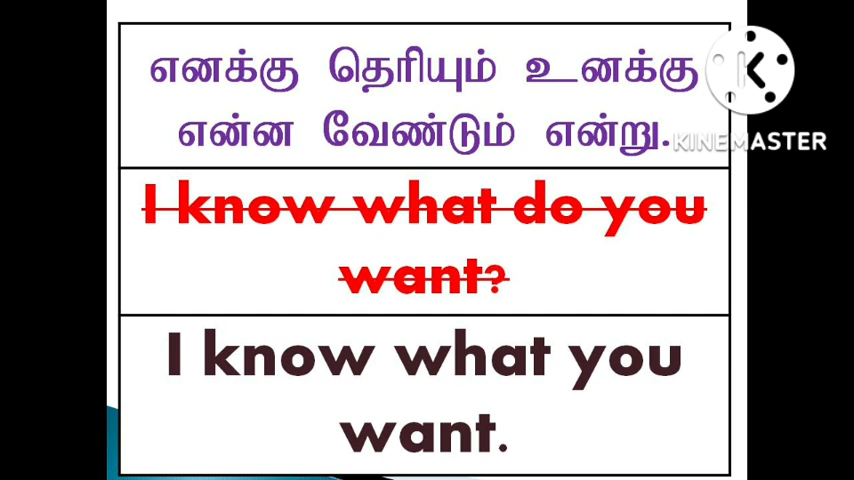 எனக்கு தெரியும் உனக்கு
என்ன வேண்டும் என்று.
KINEMASTER
I know what do you
want?
I know what you
want.